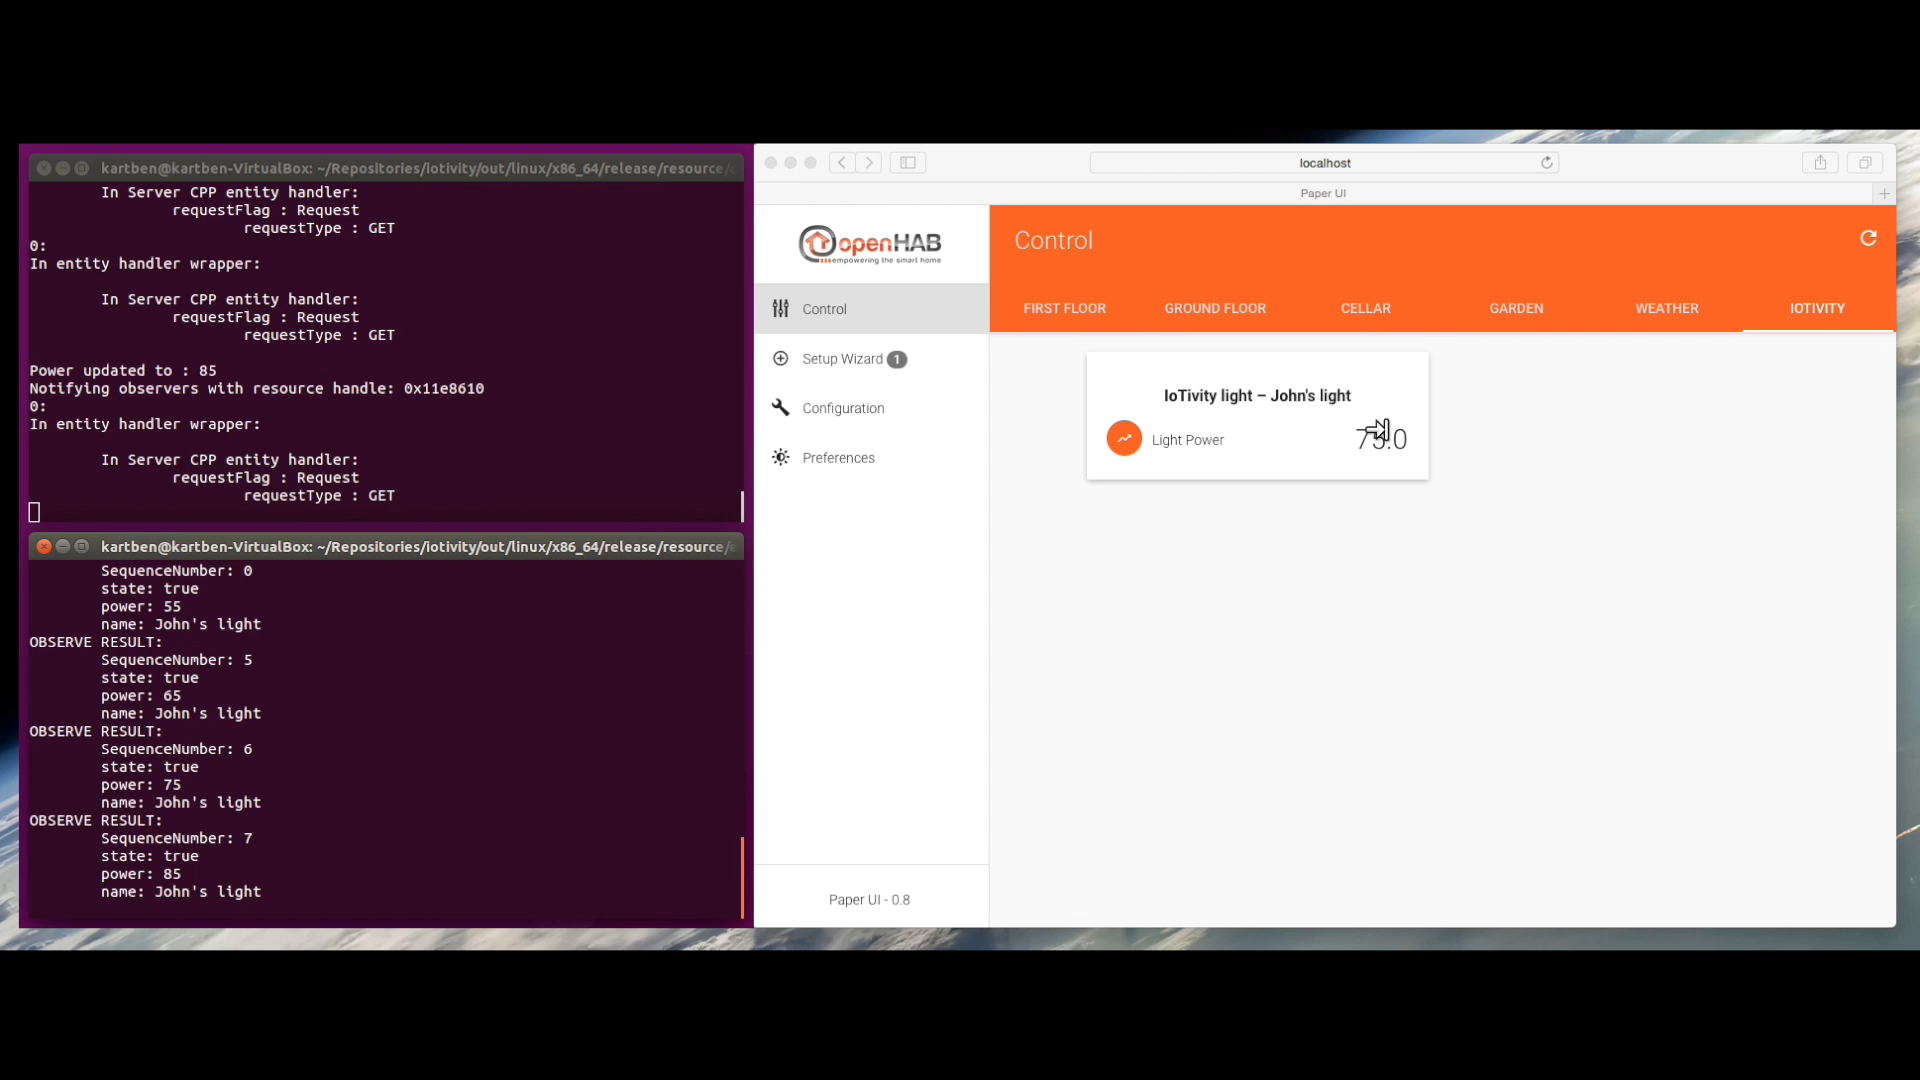 kartben@kartben-VirtualBox: ~/Repositories/iotivity/out/linux/x86_64/release/resource/
In Server CPP entity handler:
requestFlag : Request
requestType : GET
0:
In entity handler wrapper:
In Server CPP entity handler:
requestFlag : Request
requestType : GET
Power updated to : 85
Notifying observers with resource handle: 0x11e8610
0:
In entity handler wrapper:
In Server CPP entity handler:
requestFlag : Request
requestType : GET
kartben@kartben-VirtualBox: ~/Repositories/iotivity/out/linux/x86_64/release/resource/
SequenceNumber: 0
state: true
power: 55
name: John's light
OBSERVE RESULT:
SequenceNumber: 5
state: true
power: 65
name: John's light
OBSERVE RESULT:
SequenceNumber: 6
state: true
power: 75
name: John's light
OBSERVE RESULT:
SequenceNumber: 7
state: true
power: 85
name: John's light
localhost
Paper UI
openHAB
empowering the smart home
Control
Setup Wizard 1
Configuration
Preferences
Paper UI - 0.8
Control
FIRST FLOOR GROUND FLOOR CELLAR GARDEN WEATHER IOTIVITY
IoTivity light – John's light
Light Power 75.0